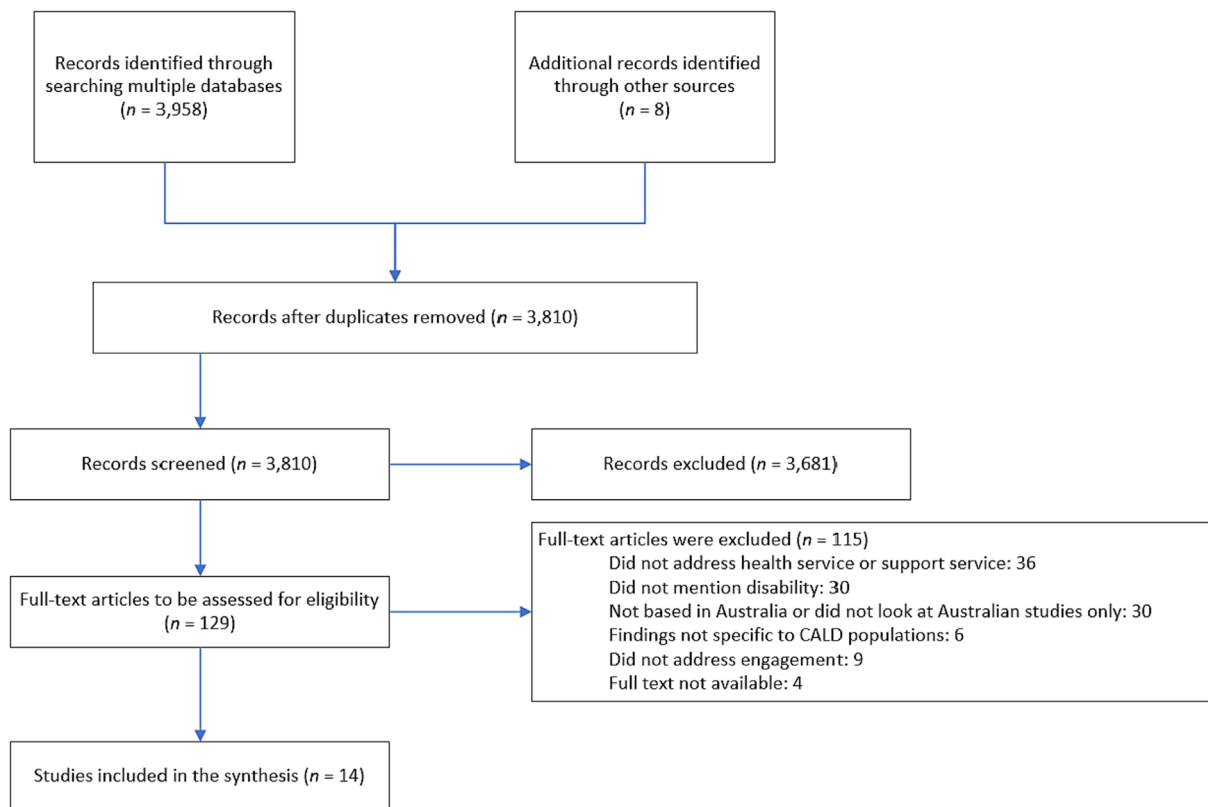 Records identified through
searching multiple databases
(n = 3,958)
Additional records identified
through other sources
(n = 8)
Records after duplicates removed (n = 3,810)
Records screened (n = 3,810)
Records excluded (n = 3,681)
Full-text articles to be assessed for eligibility
(n = 129)
Full-text articles were excluded (n = 115)
Did not address health service or support service: 36
Did not mention disability: 30
Not based in Australia or did not look at Australian studies only: 30
Findings not specific to CALD populations: 6
Did not address engagement: 9
Full text not available: 4
Studies included in the synthesis (n = 14)